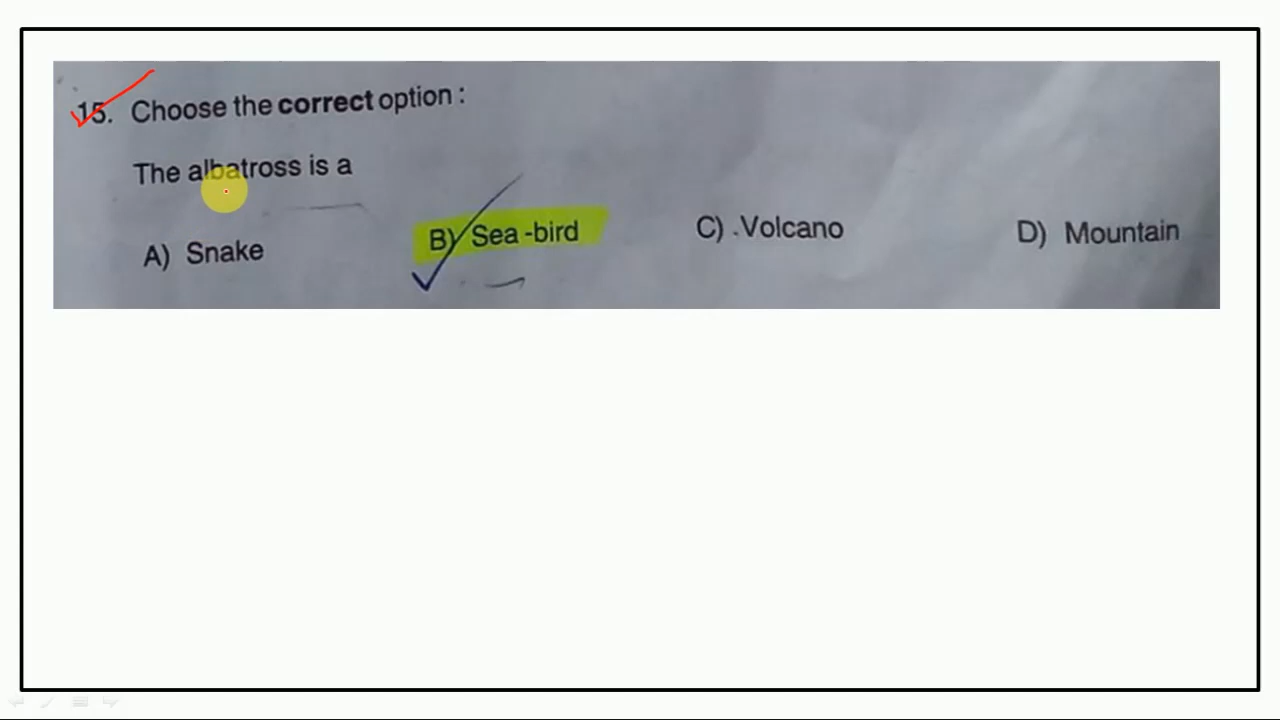 15. Choose the correct option :
The albatross is a
A) Snake B) Sea -bird C) .Volcano D) Mountain